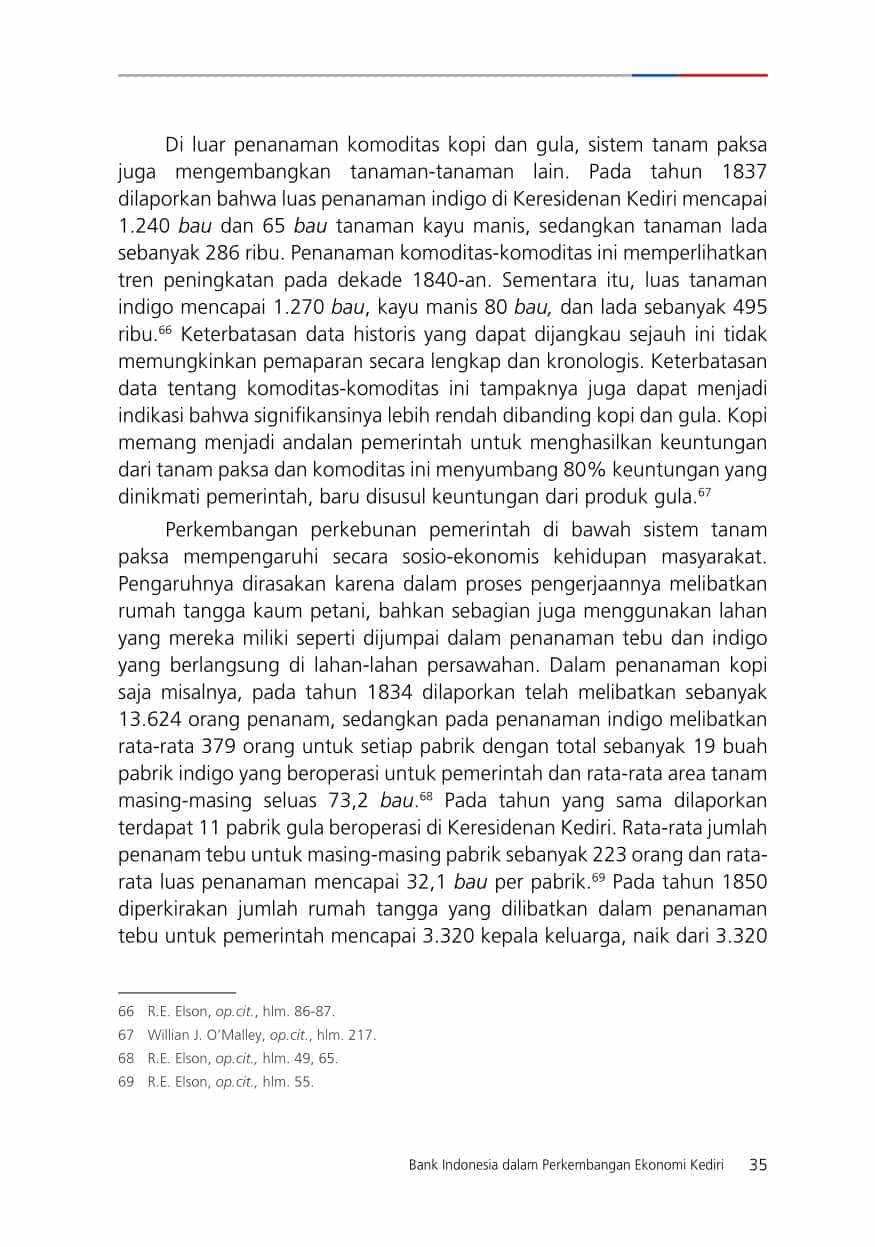 Di luar penanaman komoditas kopi dan gula, sistem tanam paksa
juga mengembangkan tanaman-tanaman lain. Pada tahun 1837
dilaporkan bahwa luas penanaman indigo di Keresidenan Kediri mencapai
1.240 bau dan 65 bau tanaman kayu manis, sedangkan tanaman lada
sebanyak 286 ribu. Penanaman komoditas-komoditas ini memperlihatkan
tren peningkatan pada dekade 1840-an. Sementara itu, luas tanaman
indigo mencapai 1.270 bau, kayu manis 80 bau, dan lada sebanyak 495
ribu.66 Keterbatasan data historis yang dapat dijangkau sejauh ini tidak
memungkinkan pemaparan secara lengkap dan kronologis. Keterbatasan
data tentang komoditas-komoditas ini tampaknya juga dapat menjadi
indikasi bahwa signifikansinya lebih rendah dibanding kopi dan gula. Kopi
memang menjadi andalan pemerintah untuk menghasilkan keuntungan
dari tanam paksa dan komoditas ini menyumbang 80% keuntungan yang
dinikmati pemerintah, baru disusul keuntungan dari produk gula.67
Perkembangan perkebunan pemerintah di bawah sistem tanam
paksa mempengaruhi secara sosio-ekonomis kehidupan masyarakat.
Pengaruhnya dirasakan karena dalam proses pengerjaannya melibatkan
rumah tangga kaum petani, bahkan sebagian juga menggunakan lahan
yang mereka miliki seperti dijumpai dalam penanaman tebu dan indigo
yang berlangsung di lahan-lahan persawahan. Dalam penanaman kopi
saja misalnya, pada tahun 1834 dilaporkan telah melibatkan sebanyak
13.624 orang penanam, sedangkan pada penanaman indigo melibatkan
rata-rata 379 orang untuk setiap pabrik dengan total sebanyak 19 buah
pabrik indigo yang beroperasi untuk pemerintah dan rata-rata area tanam
masing-masing seluas 73,2 bau.68 Pada tahun yang sama dilaporkan
terdapat 11 pabrik gula beroperasi di Keresidenan Kediri. Rata-rata jumlah
penanam tebu untuk masing-masing pabrik sebanyak 223 orang dan rata-
rata luas penanaman mencapai 32,1 bau per pabrik.69 Pada tahun 1850
diperkirakan jumlah rumah tangga yang dilibatkan dalam penanaman
tebu untuk pemerintah mencapai 3.320 kepala keluarga, naik dari 3.320
66 R.E. Elson, op.cit., hlm. 86-87.
67 Willian J. O’Malley, op.cit., hlm. 217.
68 R.E. Elson, op.cit., hlm. 49, 65.
69 R.E. Elson, op.cit., hlm. 55.
Bank Indonesia dalam Perkembangan Ekonomi Kediri 35